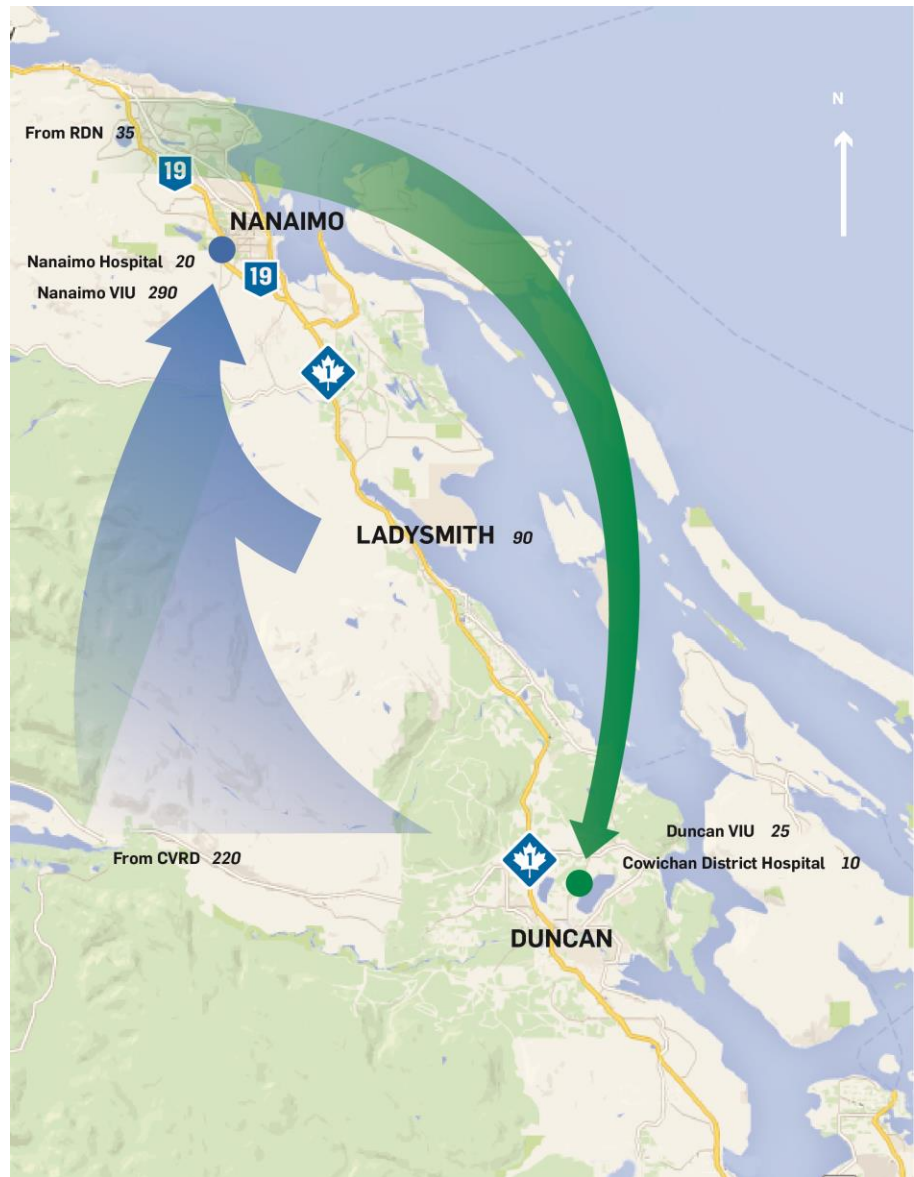 N
From RDN 35
19
NANAIMO
Nanaimo Hospital 20
19
Nanaimo VIU 290
1
LADYSMITH 90
Duncan VIU 25
From CVRD 220
1
Cowichan District Hospital 10
DUNCAN